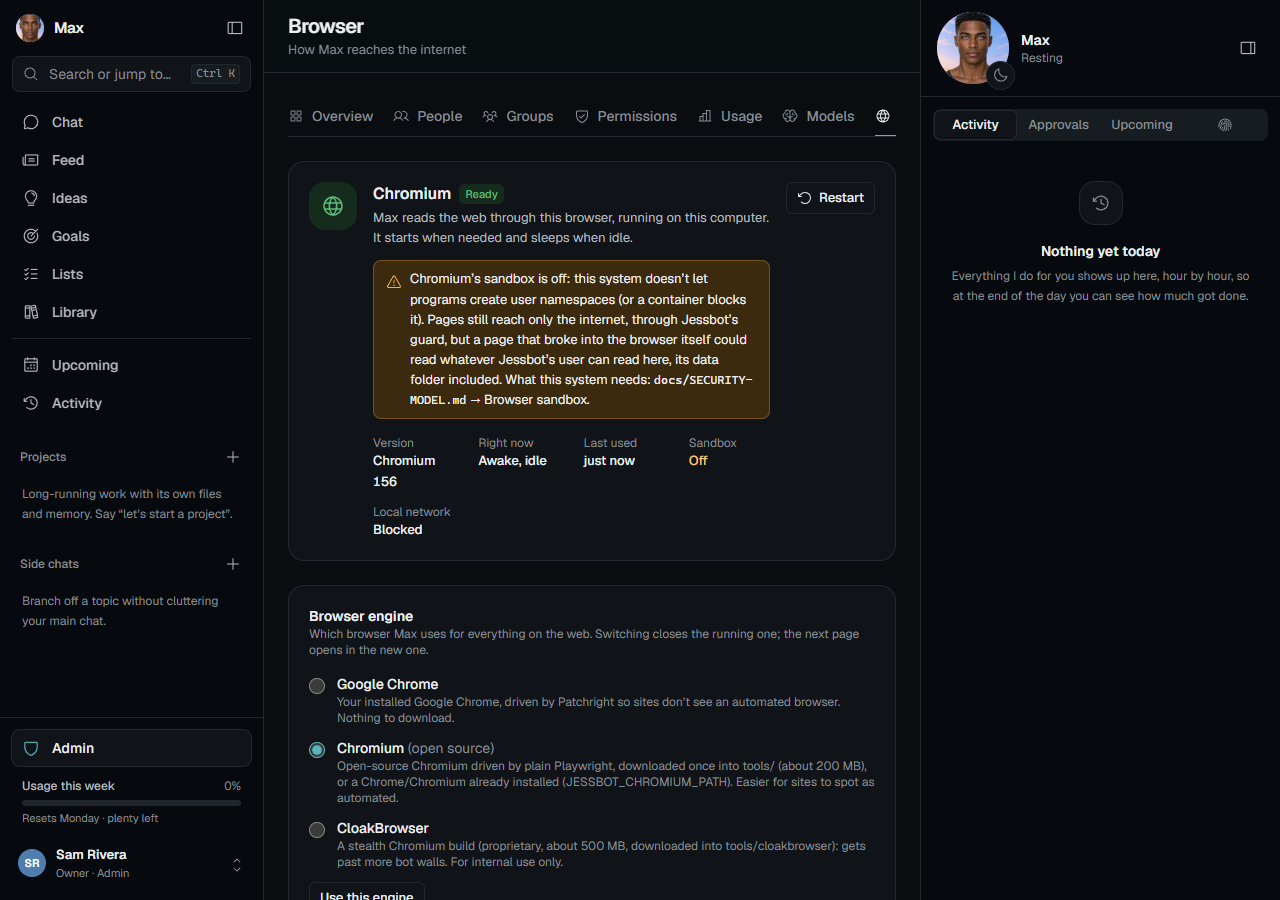 Max
Search or jump to...
Ctrl K
Chat
Feed
Ideas
Goals
Lists
Library
Upcoming
Activity
Projects
Long-running work with its own files
and memory. Say “let’s start a project”.
Side chats
Branch off a topic without cluttering
your main chat.
Admin
Usage this week
0%
Resets Monday · plenty left
SR
Sam Rivera
Owner · Admin
Browser
How Max reaches the internet
Overview
People
Groups
Permissions
Usage
Models
Chromium
Ready
Restart
Max reads the web through this browser, running on this computer.
It starts when needed and sleeps when idle.
Chromium’s sandbox is off: this system doesn’t let
programs create user namespaces (or a container blocks
it). Pages still reach only the internet, through Jessbot’s
guard, but a page that broke into the browser itself could
read whatever Jessbot’s user can read here, its data
folder included. What this system needs: docs/SECURITY-
MODEL.md → Browser sandbox.
Version
Chromium
156
Right now
Awake, idle
Last used
just now
Sandbox
Off
Local network
Blocked
Browser engine
Which browser Max uses for everything on the web. Switching closes the running one; the next page
opens in the new one.
Google Chrome
Your installed Google Chrome, driven by Patchright so sites don’t see an automated browser.
Nothing to download.
Chromium (open source)
Open-source Chromium driven by plain Playwright, downloaded once into tools/ (about 200 MB),
or a Chrome/Chromium already installed (JESSBOT_CHROMIUM_PATH). Easier for sites to spot as
automated.
CloakBrowser
A stealth Chromium build (proprietary, about 500 MB, downloaded into tools/cloakbrowser): gets
past more bot walls. For internal use only.
Use this engine
Max
Resting
Activity
Approvals
Upcoming
Nothing yet today
Everything I do for you shows up here, hour by hour, so
at the end of the day you can see how much got done.